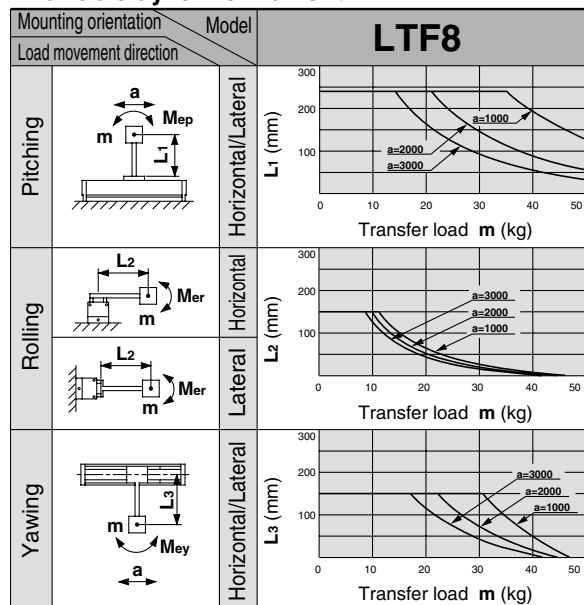 Mounting orientation
Model
Load movement direction
LTF8
Pitching
a
Mep
m
L1
Horizontal/Lateral
L1 (mm)
300
200
100
a=1000
a=2000
a=3000
0 10 20 30 40 50
Transfer load m (kg)
Rolling
L2
Mer
m
Horizontal
L2
Mer
m
Lateral
L2 (mm)
300
200
100
a=3000
a=2000
a=1000
0 10 20 30 40 50
Transfer load m (kg)
Yawing
L3
m
Mey
a
Horizontal/Lateral
L3 (mm)
300
200
100
a=3000
a=2000
a=1000
0 10 20 30 40 50
Transfer load m (kg)